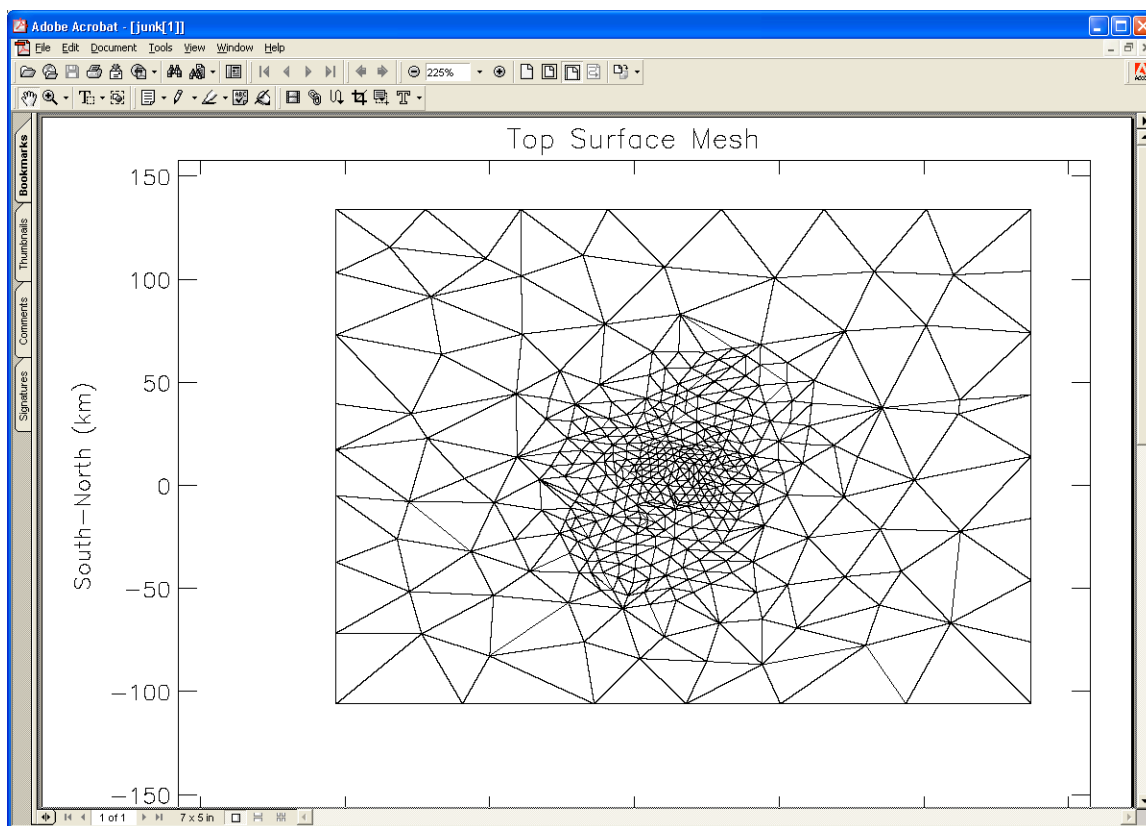 Adobe Acrobat - [junk[1]]
File Edit Document Tools View Window Help
225%
Adobe
Bookmarks
Thumbnails
Comments
Signatures
Top Surface Mesh
150
100
50
0
−50
−100
−150
South−North (km)
1 of 1
7 x 5 in